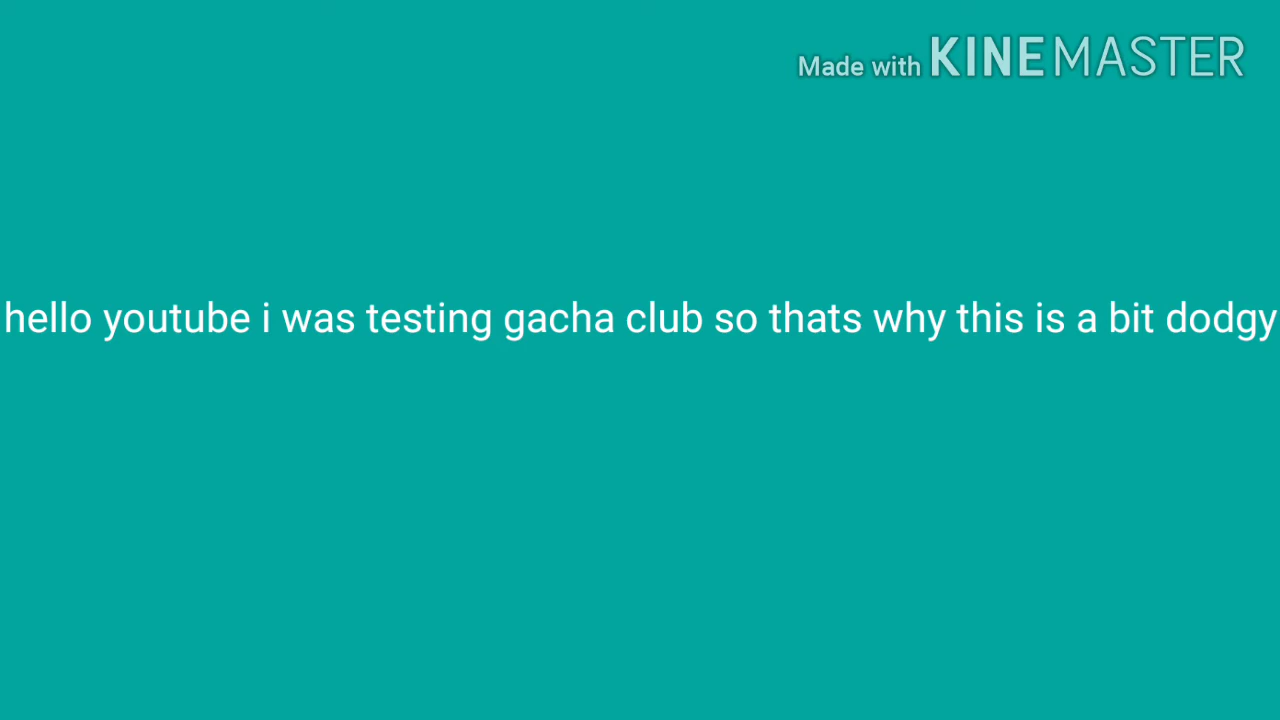 Made with KINEMASTER
hello youtube i was testing gacha club so thats why this is a bit dodgy